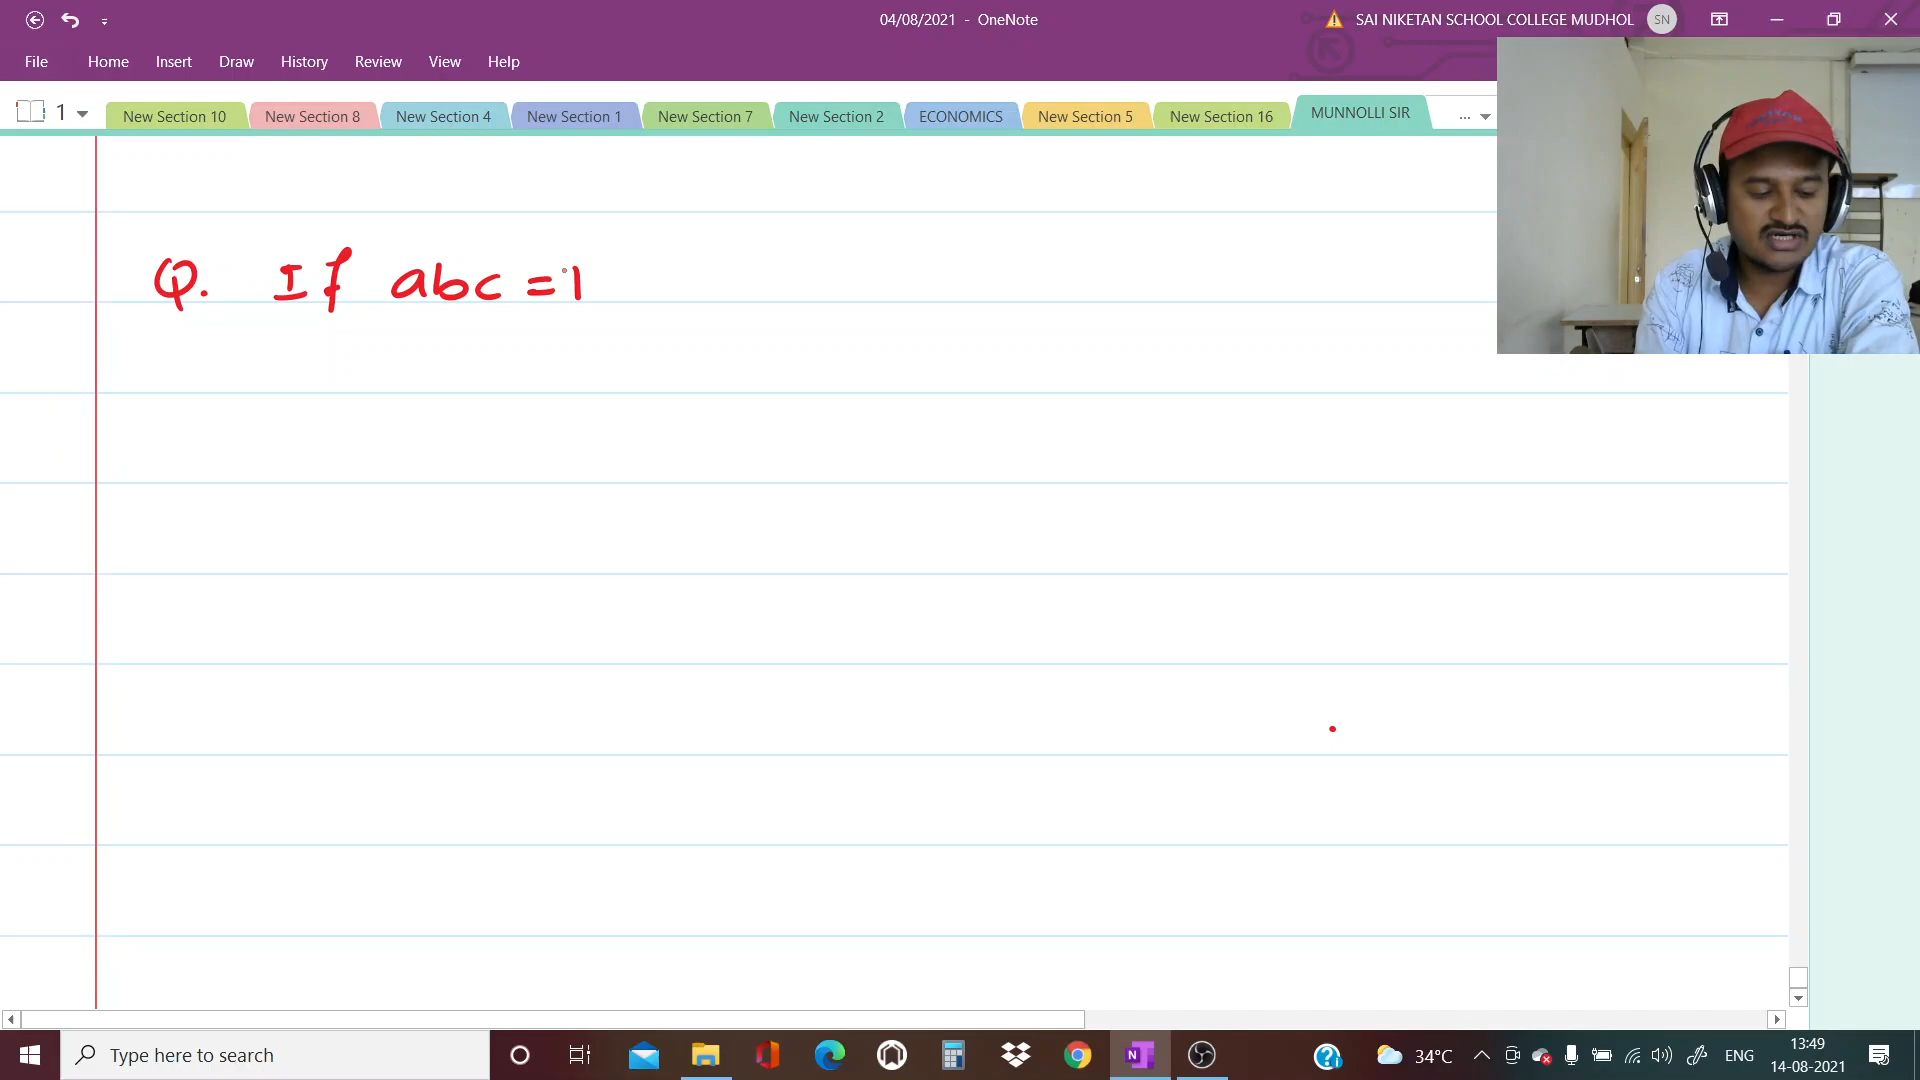 04/08/2021 - OneNote
SAI NIKETAN SCHOOL COLLEGE MUDHOL SN
File Home Insert Draw History Review View Help
1 New Section 10 New Section 8 New Section 4 New Section 1 New Section 7 New Section 2 ECONOMICS New Section 5 New Section 16 MUNNOLLI SIR ...
Q. If abc = 1
Type here to search
34°C ENG
13:49
14-08-2021